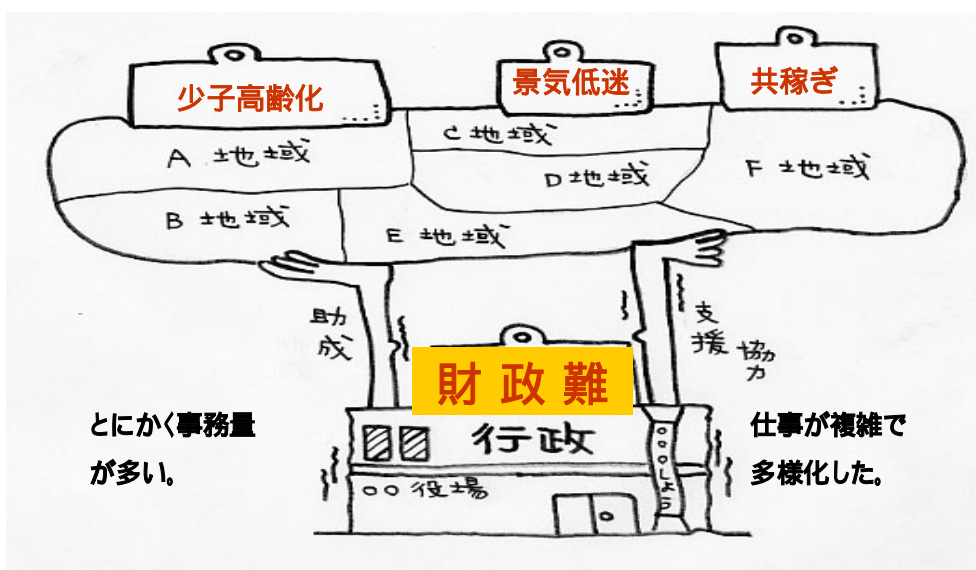 少子高齢化
景気低迷
共稼ぎ
A 地域
C 地域
D 地域
F 地域
B 地域
E 地域
助成
支援
協力
財政難
とにかく事務量
が多い。
仕事が複雑で
多様化した。
行政
○○役場
○○○しょう